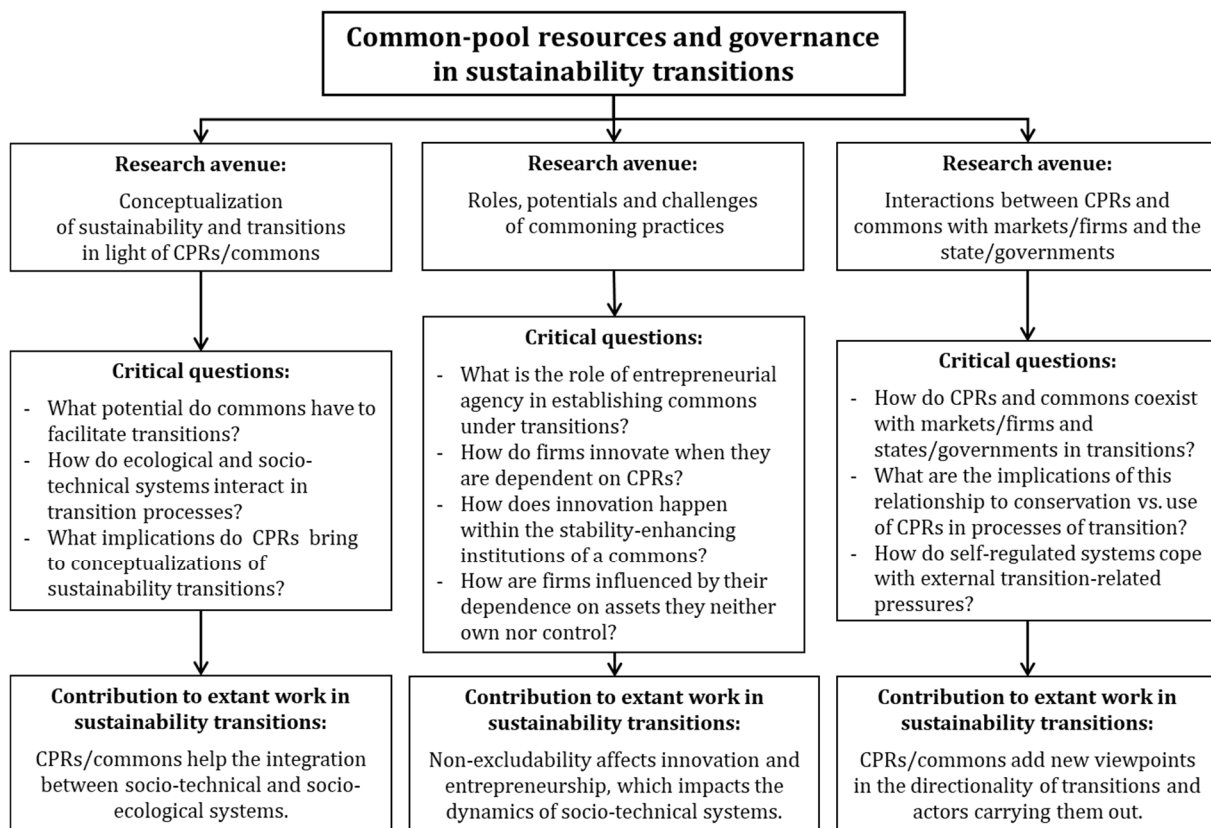 Common-pool resources and governance
in sustainability transitions
Research avenue:
Conceptualization
of sustainability and transitions
in light of CPRs/commons
Research avenue:
Roles, potentials and challenges
of commoning practices
Research avenue:
Interactions between CPRs and
commons with markets/firms and the
state/governments
Critical questions:
- What potential do commons have to
facilitate transitions?
- How do ecological and socio-
technical systems interact in
transition processes?
- What implications do CPRs bring
to conceptualizations of
sustainability transitions?
Critical questions:
- What is the role of entrepreneurial
agency in establishing commons
under transitions?
- How do firms innovate when they
are dependent on CPRs?
- How does innovation happen
within the stability-enhancing
institutions of a commons?
- How are firms influenced by their
dependence on assets they neither
own nor control?
Critical questions:
- How do CPRs and commons coexist
with markets/firms and
states/governments in transitions?
- What are the implications of this
relationship to conservation vs. use
of CPRs in processes of transition?
- How do self-regulated systems cope
with external transition-related
pressures?
Contribution to extant work in
sustainability transitions:
CPRs/commons help the integration
between socio-technical and socio-
ecological systems.
Contribution to extant work in
sustainability transitions:
Non-excludability affects innovation and
entrepreneurship, which impacts the
dynamics of socio-technical systems.
Contribution to extant work in
sustainability transitions:
CPRs/commons add new viewpoints
in the directionality of transitions and
actors carrying them out.